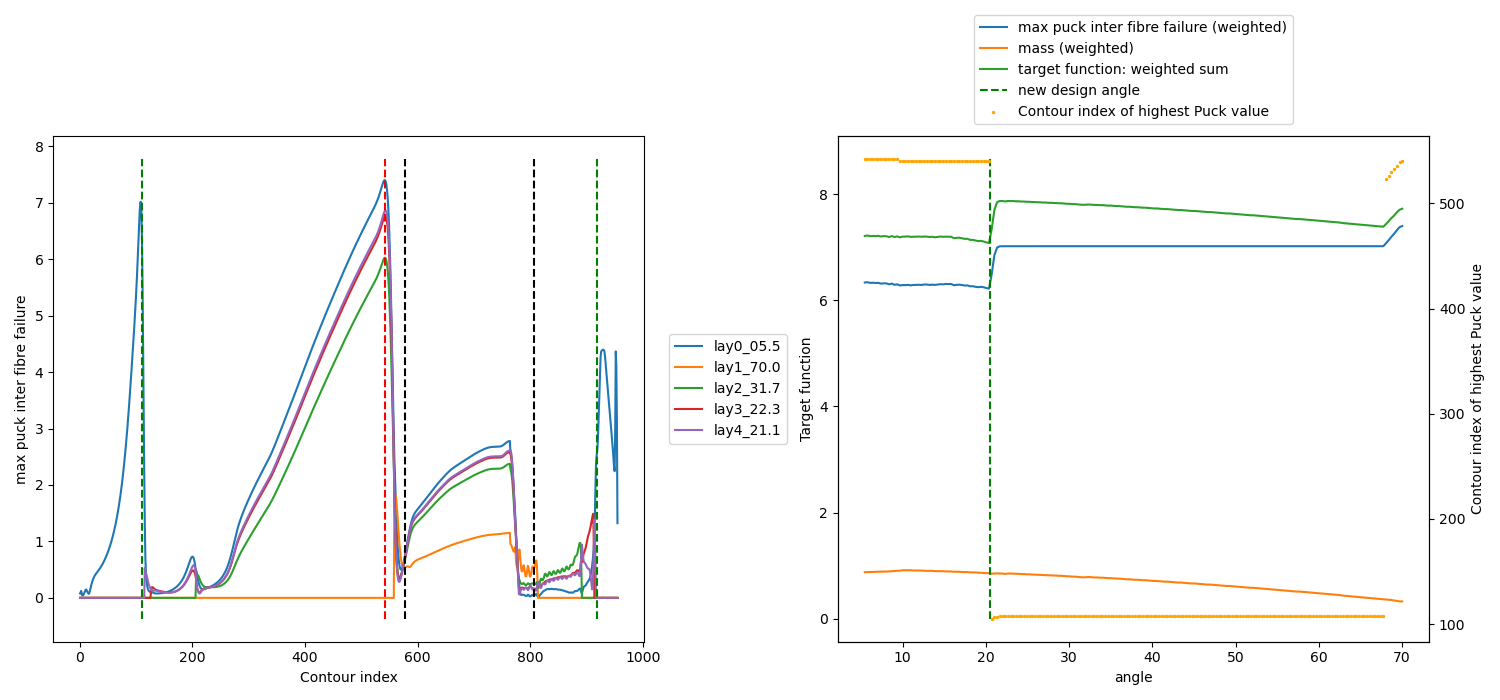 max puck inter fibre failure (weighted)
mass (weighted)
target function: weighted sum
new design angle
Contour index of highest Puck value
8
7
6
5
4
3
2
1
0
max puck inter fibre failure
0 200 400 600 800 1000
Contour index
lay0_05.5
lay1_70.0
lay2_31.7
lay3_22.3
lay4_21.1
8
6
4
2
0
Target function
10 20 30 40 50 60 70
angle
500
400
300
200
100
Contour index of highest Puck value